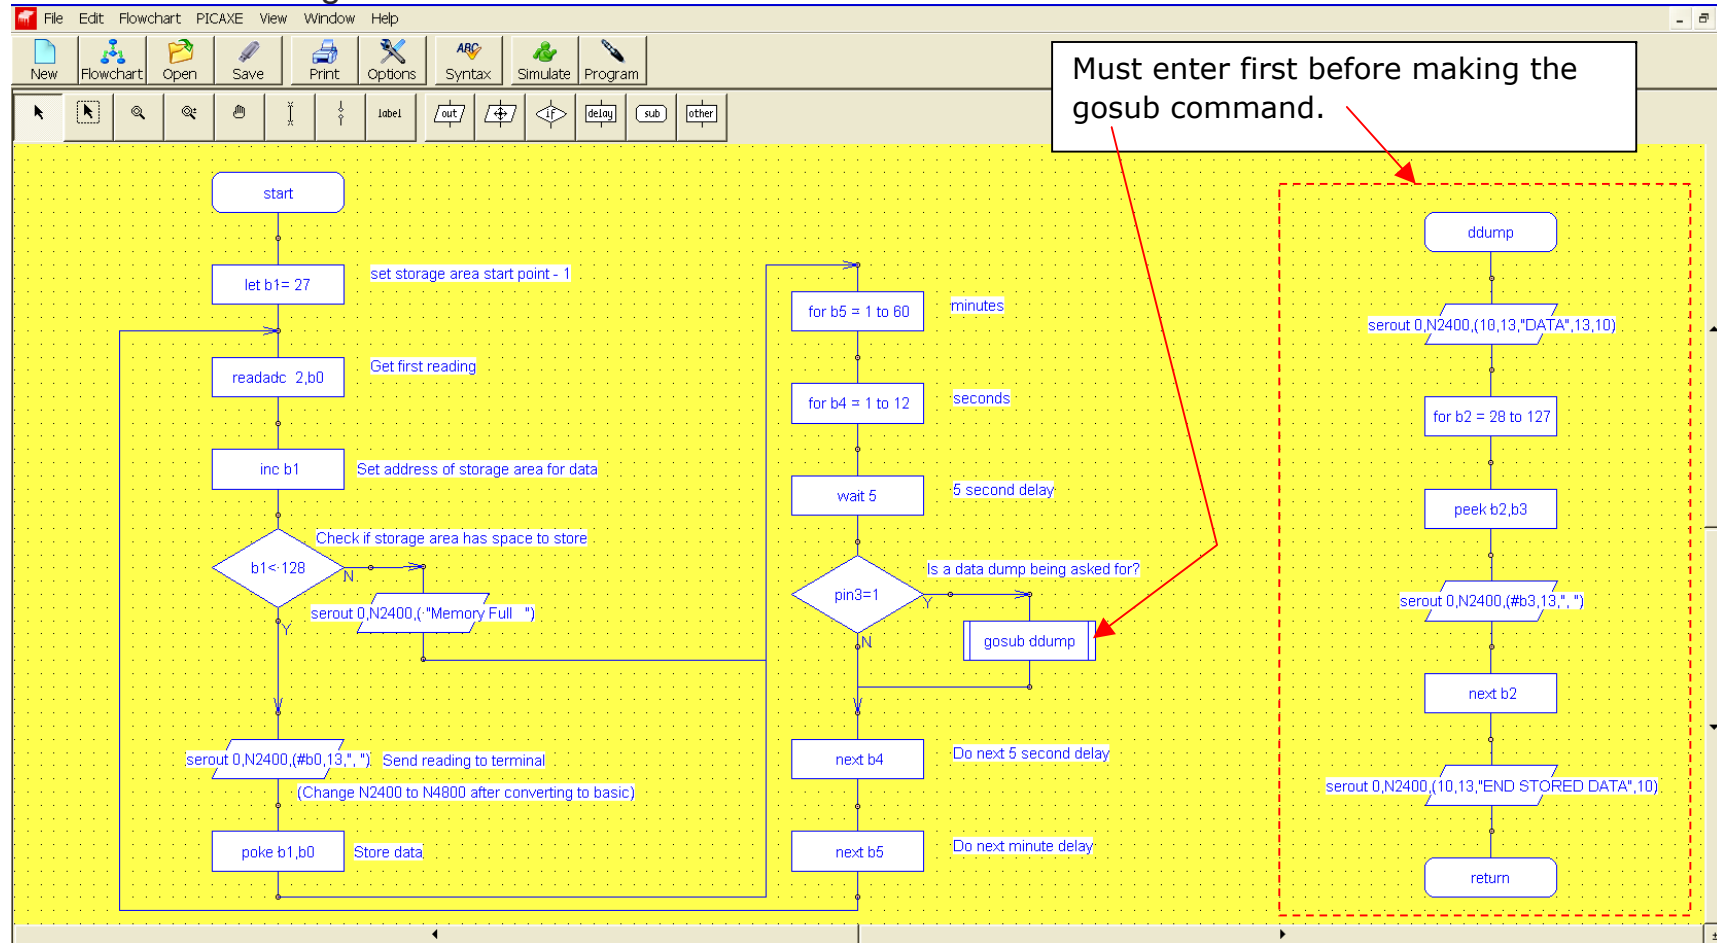 File Edit Flowchart PICAXE View Window Help
New Flowchart Open Save Print Options Syntax Simulate Program
ABC
label out if delay sub other
Must enter first before making the
gosub command.
start
let b1= 27
set storage area start point - 1
readadc 2,b0
Get first reading
inc b1
Set address of storage area for data
Check if storage area has space to store
b1< 128
N
Y
serout 0,N2400,( "Memory Full ")
serout 0,N2400,(#b0,13,", ")
Send reading to terminal
(Change N2400 to N4800 after converting to basic)
poke b1,b0
Store data
for b5 = 1 to 60
minutes
for b4 = 1 to 12
seconds
wait 5
5 second delay
Is a data dump being asked for?
pin3=1
Y
N
gosub ddump
next b4
Do next 5 second delay
next b5
Do next minute delay
ddump
serout 0,N2400,(10,13,"DATA",13,10)
for b2 = 28 to 127
peek b2,b3
serout 0,N2400,(#b3,13,", ")
next b2
serout 0,N2400,(10,13,"END STORED DATA",10)
return